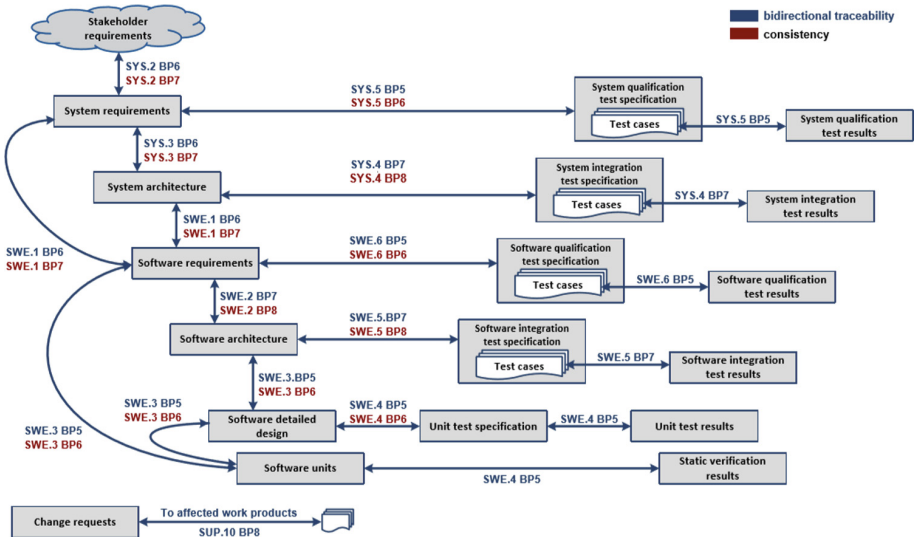 Stakeholder
requirements
bidirectional traceability
consistency
SYS.2 BP6
SYS.2 BP7
System requirements
SYS.5 BP5
SYS.5 BP6
System qualification
test specification
Test cases
SYS.5 BP5
System qualification
test results
SYS.3 BP6
SYS.3 BP7
System architecture
SYS.4 BP7
SYS.4 BP8
System integration
test specification
Test cases
SYS.4 BP7
System integration
test results
SWE.1 BP6
SWE.1 BP7
SWE.1 BP6
SWE.1 BP7
Software requirements
SWE.6 BP5
SWE.6 BP6
Software qualification
test specification
Test cases
SWE.6 BP5
Software qualification
test results
SWE.2 BP7
SWE.2 BP8
Software architecture
SWE.5.BP7
SWE.5 BP8
Software integration
test specification
Test cases
SWE.5 BP7
Software integration
test results
SWE.3.BP5
SWE.3 BP6
SWE.3 BP5
SWE.3 BP6
Software detailed
design
SWE.4 BP5
SWE.4 BP6
Unit test specification
SWE.4 BP5
Unit test results
SWE.3 BP5
SWE.3 BP6
Software units
SWE.4 BP5
Static verification
results
Change requests
To affected work products
SUP.10 BP8